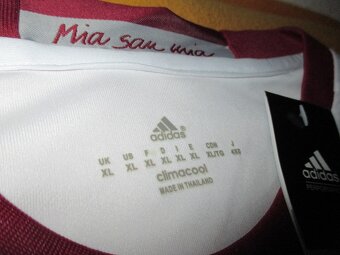 Mia san mia
adidas
UK US F D I E CDN J
XL XL XL XL XL XL XL/TG 4XO
climacool
MADE IN THAILAND
adidas